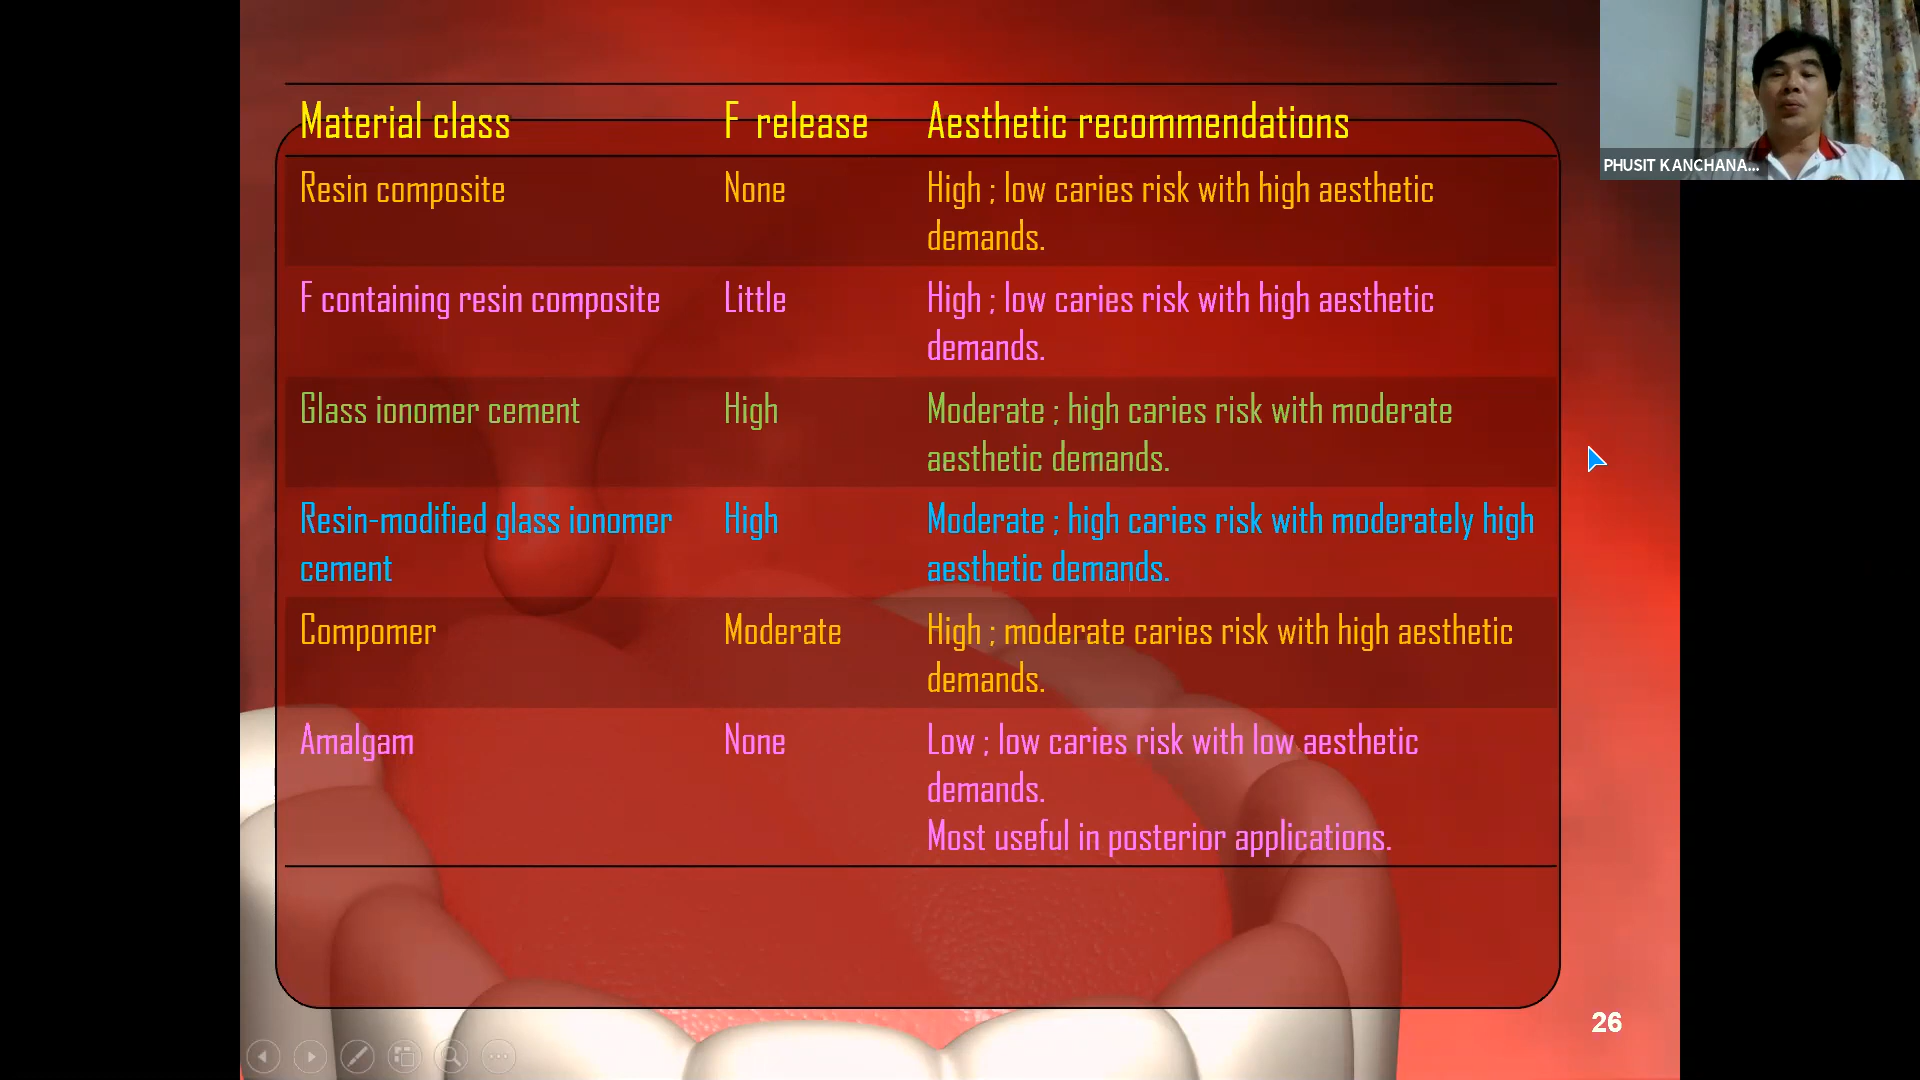 Material class F release Aesthetic recommendations
Resin composite None High ; low caries risk with high aesthetic
demands.
F containing resin composite Little High ; low caries risk with high aesthetic
demands.
Glass ionomer cement High Moderate ; high caries risk with moderate
aesthetic demands.
Resin-modified glass ionomer High Moderate ; high caries risk with moderately high
cement aesthetic demands.
Compomer Moderate High ; moderate caries risk with high aesthetic
demands.
Amalgam None Low ; low caries risk with low aesthetic
demands.
Most useful in posterior applications.
26
PHUSIT KANCHANA...